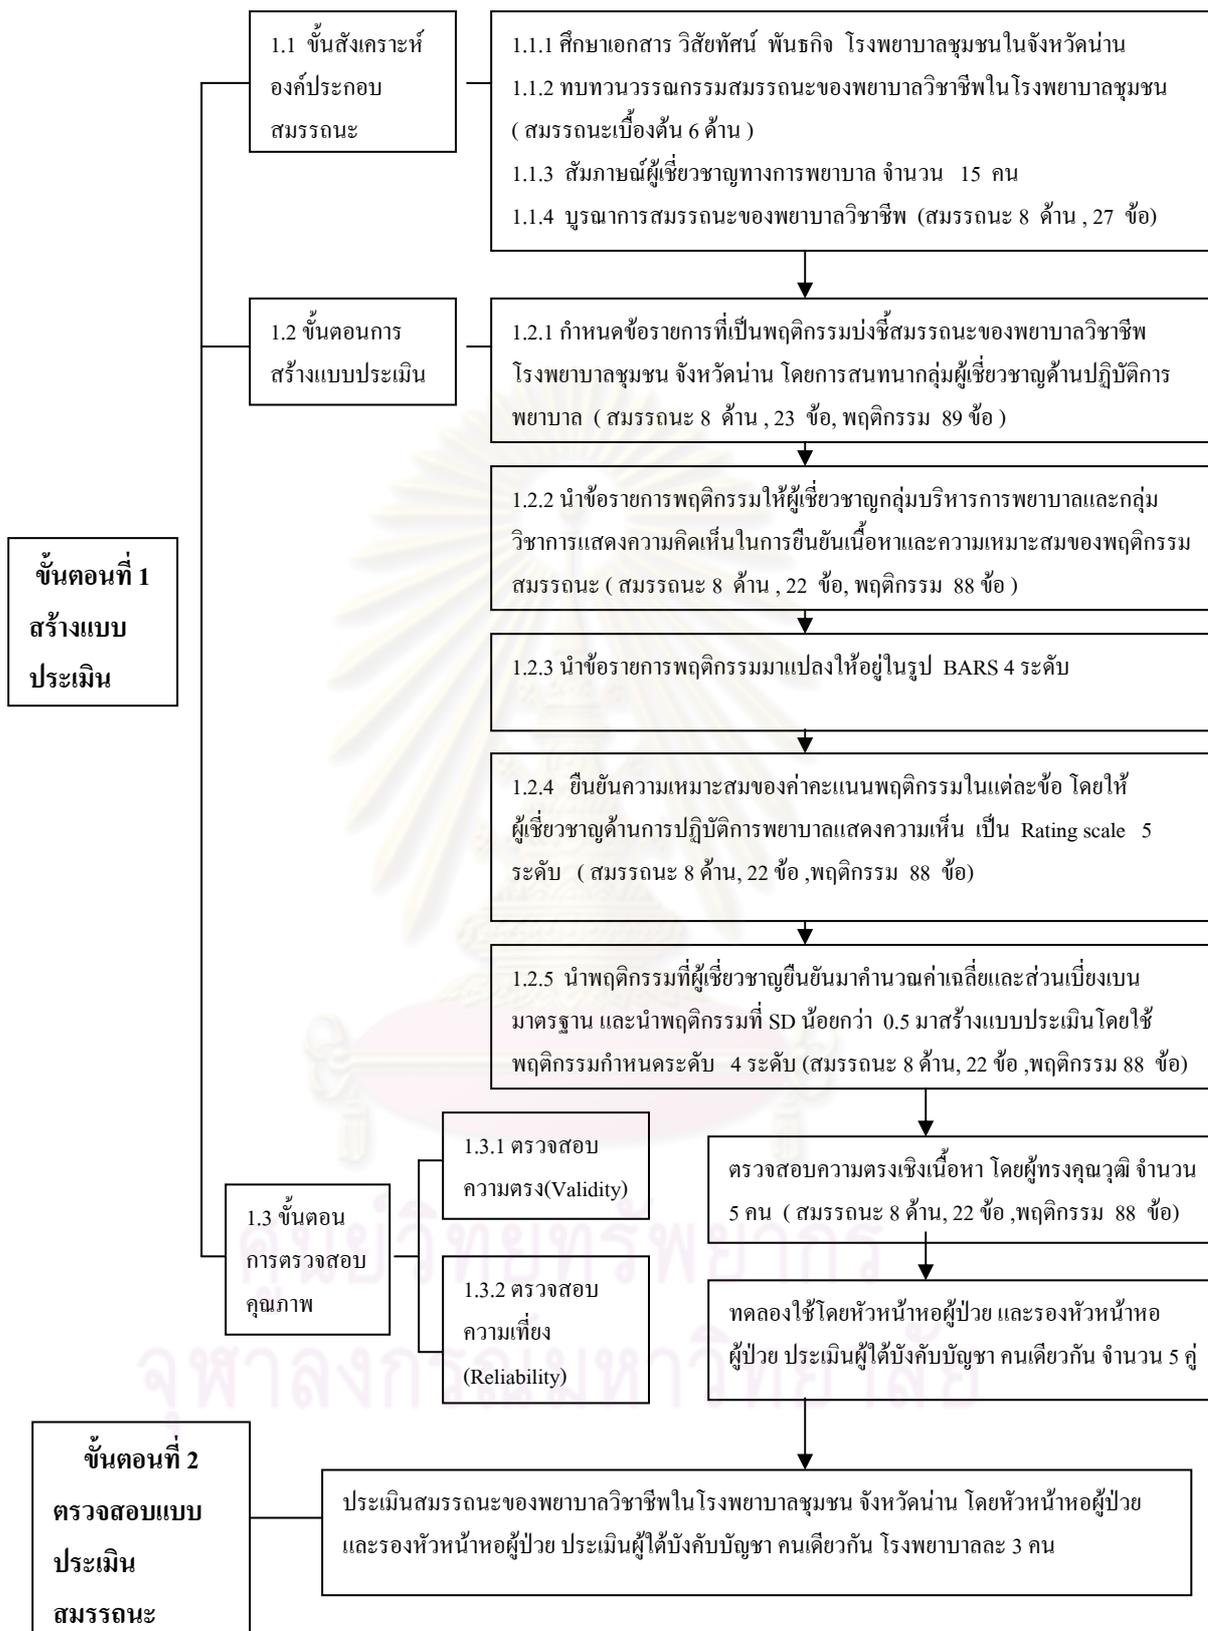 1.1 ขั้นสังเคราะห์
องค์ประกอบ
สมรรถนะ
1.1.1 ศึกษาเอกสาร วิสัยทัศน์ พันธกิจ โรงพยาบาลชุมชนในจังหวัดน่าน
1.1.2 ทบทวนวรรณกรรมสมรรถนะของพยาบาลวิชาชีพในโรงพยาบาลชุมชน
( สมรรถนะเบื้องต้น 6 ด้าน )
1.1.3 สัมภาษณ์ผู้เชี่ยวชาญทางการพยาบาล จำนวน 15 คน
1.1.4 บูรณาการสมรรถนะของพยาบาลวิชาชีพ (สมรรถนะ 8 ด้าน , 27 ข้อ)
1.2 ขั้นตอนการ
สร้างแบบประเมิน
1.2.1 กำหนดข้อรายการที่เป็นพฤติกรรมบ่งชี้สมรรถนะของพยาบาลวิชาชีพ
โรงพยาบาลชุมชน จังหวัดน่าน โดยการสนทนากลุ่มผู้เชี่ยวชาญด้านปฏิบัติการ
พยาบาล ( สมรรถนะ 8 ด้าน , 23 ข้อ, พฤติกรรม 89 ข้อ )
1.2.2 นำข้อรายการพฤติกรรมให้ผู้เชี่ยวชาญกลุ่มบริหารการพยาบาลและกลุ่ม
วิชาการแสดงความคิดเห็นในการยืนยันเนื้อหาและความเหมาะสมของพฤติกรรม
สมรรถนะ ( สมรรถนะ 8 ด้าน , 22 ข้อ, พฤติกรรม 88 ข้อ )
ขั้นตอนที่ 1
สร้างแบบ
ประเมิน
1.2.3 นำข้อรายการพฤติกรรมมาแปลงให้อยู่ในรูป BARS 4 ระดับ
1.2.4 ยืนยันความเหมาะสมของค่าคะแนนพฤติกรรมในแต่ละข้อ โดยให้
ผู้เชี่ยวชาญด้านการปฏิบัติการพยาบาลแสดงความเห็น เป็น Rating scale 5
ระดับ ( สมรรถนะ 8 ด้าน, 22 ข้อ ,พฤติกรรม 88 ข้อ)
1.2.5 นำพฤติกรรมที่ผู้เชี่ยวชาญยืนยันมาคำนวณค่าเฉลี่ยและส่วนเบี่ยงเบน
มาตรฐาน และนำพฤติกรรมที่ SD น้อยกว่า 0.5 มาสร้างแบบประเมินโดยใช้
พฤติกรรมกำหนดระดับ 4 ระดับ (สมรรถนะ 8 ด้าน, 22 ข้อ ,พฤติกรรม 88 ข้อ)
1.3 ขั้นตอน
การตรวจสอบ
คุณภาพ
1.3.1 ตรวจสอบ
ความตรง(Validity)
ตรวจสอบความตรงเชิงเนื้อหา โดยผู้ทรงคุณวุฒิ จำนวน
5 คน ( สมรรถนะ 8 ด้าน, 22 ข้อ ,พฤติกรรม 88 ข้อ)
1.3.2 ตรวจสอบ
ความเที่ยง
(Reliability)
ทดลองใช้โดยหัวหน้าหอผู้ป่วย และรองหัวหน้าหอ
ผู้ป่วย ประเมินผู้ใต้บังคับบัญชา คนเดียวกัน จำนวน 5 คู่
ศูนย์วิทยทรัพยากร
จุฬาลงกรณ์มหาวิทยาลัย
ขั้นตอนที่ 2
ตรวจสอบแบบ
ประเมิน
สมรรถนะ
ประเมินสมรรถนะของพยาบาลวิชาชีพในโรงพยาบาลชุมชน จังหวัดน่าน โดยหัวหน้าหอผู้ป่วย
และรองหัวหน้าหอผู้ป่วย ประเมินผู้ใต้บังคับบัญชา คนเดียวกัน โรงพยาบาลละ 3 คน